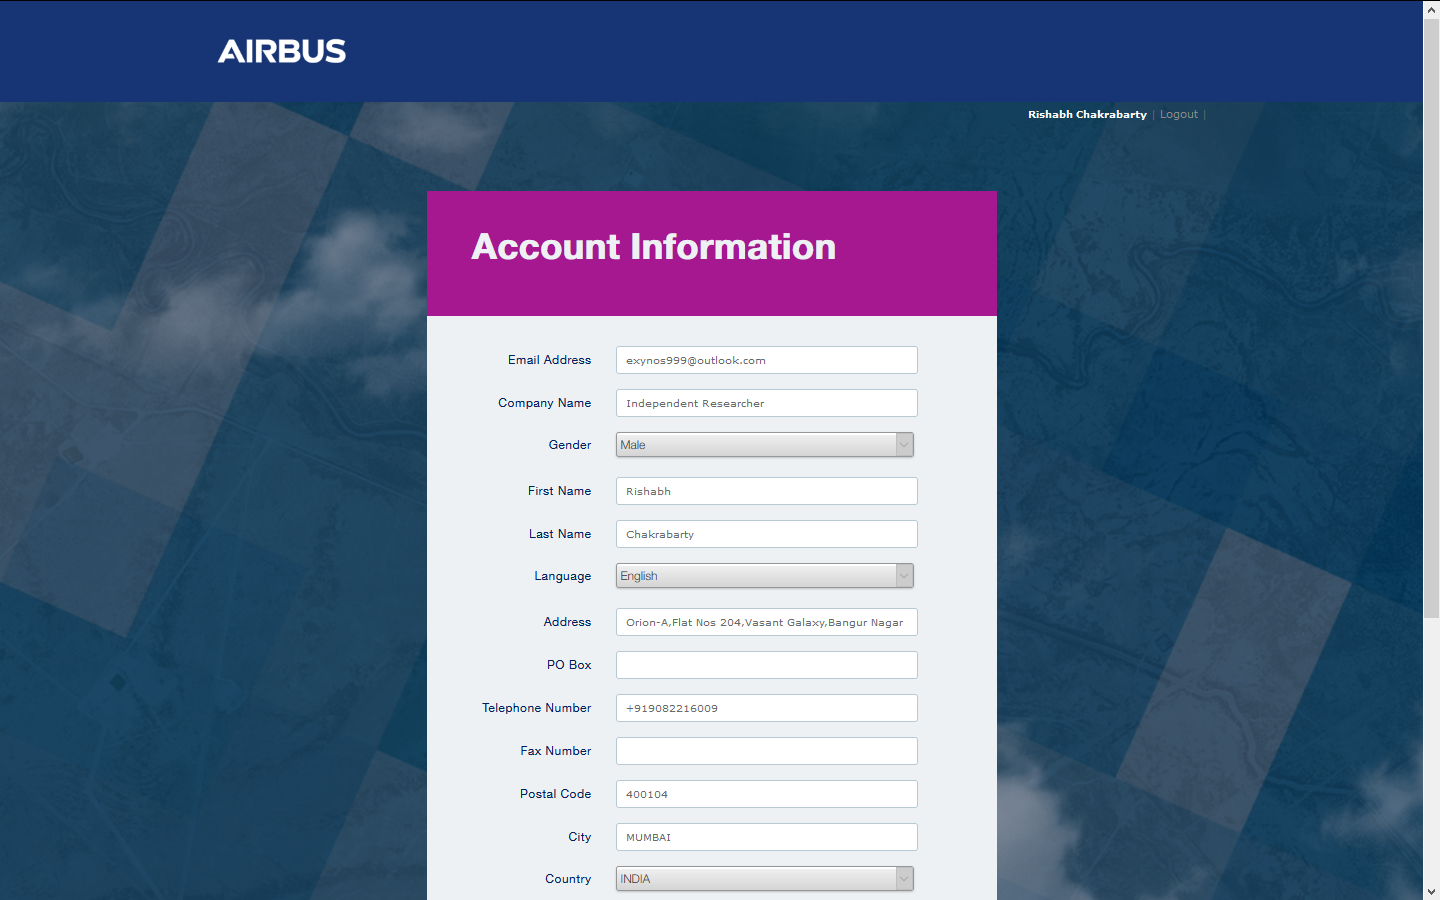 AIRBUS
Rishabh Chakrabarty | Logout |
Account Information
Email Address exynos999@outlook.com
Company Name Independent Researcher
Gender Male
First Name Rishabh
Last Name Chakrabarty
Language English
Address Orion-A,Flat Nos 204,Vasant Galaxy,Bangur Nagar
PO Box
Telephone Number +919082216009
Fax Number
Postal Code 400104
City MUMBAI
Country INDIA